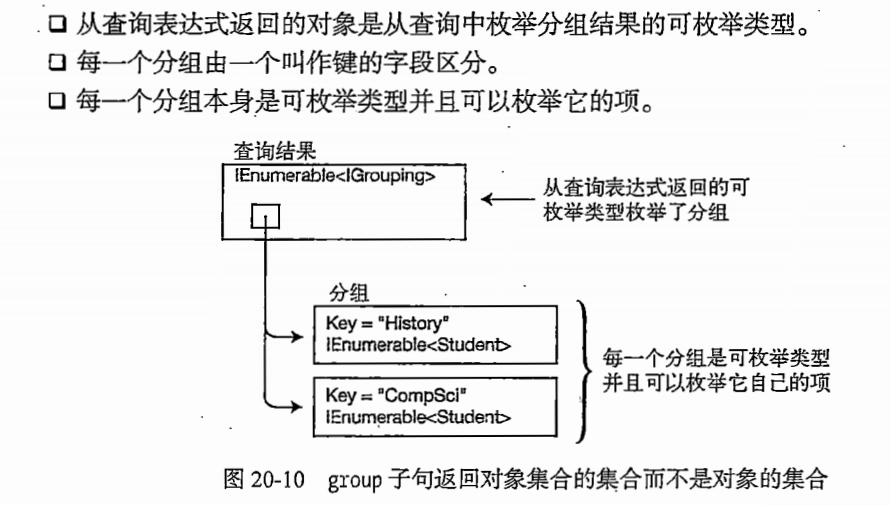 ❑ 从查询表达式返回的对象是从查询中枚举分组结果的可枚举类型。
❑ 每一个分组由一个叫作键的字段区分。
❑ 每一个分组本身是可枚举类型并且可以枚举它的项。
查询结果
IEnumerable<IGrouping>
从查询表达式返回的可
枚举类型枚举了分组
分组
Key = "History"
IEnumerable<Student>
Key = "CompSci"
IEnumerable<Student>
每一个分组是可枚举类型
并且可以枚举它自己的项
图 20-10 group 子句返回对象集合的集合而不是对象的集合